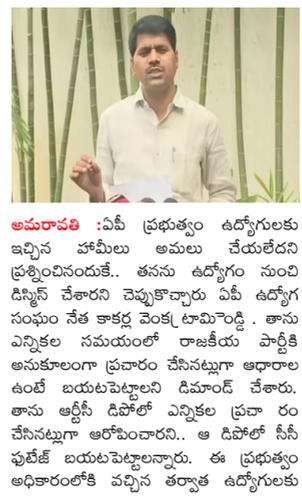 అమరావతి :ఏపీ ప్రభుత్వం ఉద్యోగులకు
ఇచ్చిన హామీలు అమలు చేయలేదని
ప్రశ్నించినందుకే.. తనను ఉద్యోగం నుంచి
డిస్మిస్ చేశారని చెప్పుకొచ్చారు ఏపీ ఉద్యోగ
సంఘం నేత కాకర్ల వెంక
ఎన్నికల సమయంలో రాజకీయ పార్టీకి
అనుకూలంగా ప్రచారం చేసినట్లుగా ఆధారాల
ఉంటే బయటపెట్టాలని డిమాండ్ చేశారు.
తాను ఆర్టీసీ డిపోలో ఎన్నికల ప్రచా రం
చేసినట్లుగా ఆరోపించారని.. ఆ డిపోలో సీసీ
ఫుటేజ్ బయటపెట్టాలన్నారు. ఈ ప్రభుత్వం
అధికారంలోకి వచ్చిన తర్వాత ఉద్యోగులకు